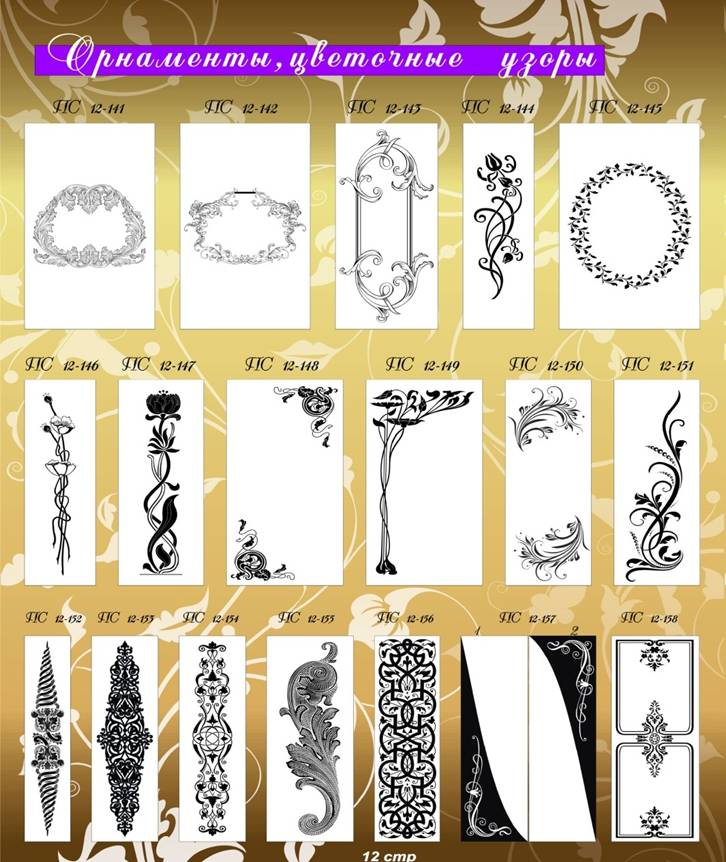 Орнаменты, цветочные узоры
ПС 12-141 ПС 12-142 ПС 12-143 ПС 12-144 ПС 12-145
ПС 12-146 ПС 12-147 ПС 12-148 ПС 12-149 ПС 12-150 ПС 12-151
ПС 12-152 ПС 12-153 ПС 12-154 ПС 12-155 ПС 12-156 ПС 12-157 ПС 12-158
1 2
12 стр